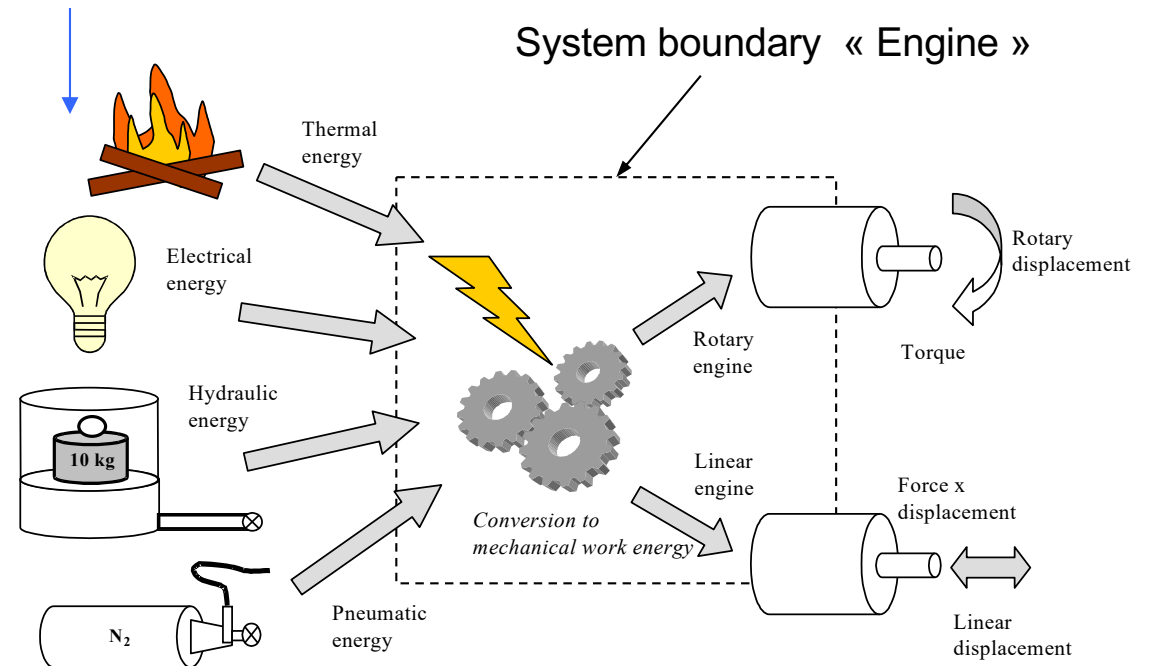 System boundary « Engine »
Thermal
energy
Electrical
energy
Hydraulic
energy
10 kg
Pneumatic
energy
N2
Conversion to
mechanical work energy
Rotary
engine
Linear
engine
Rotary
displacement
Torque
Force x
displacement
Linear
displacement